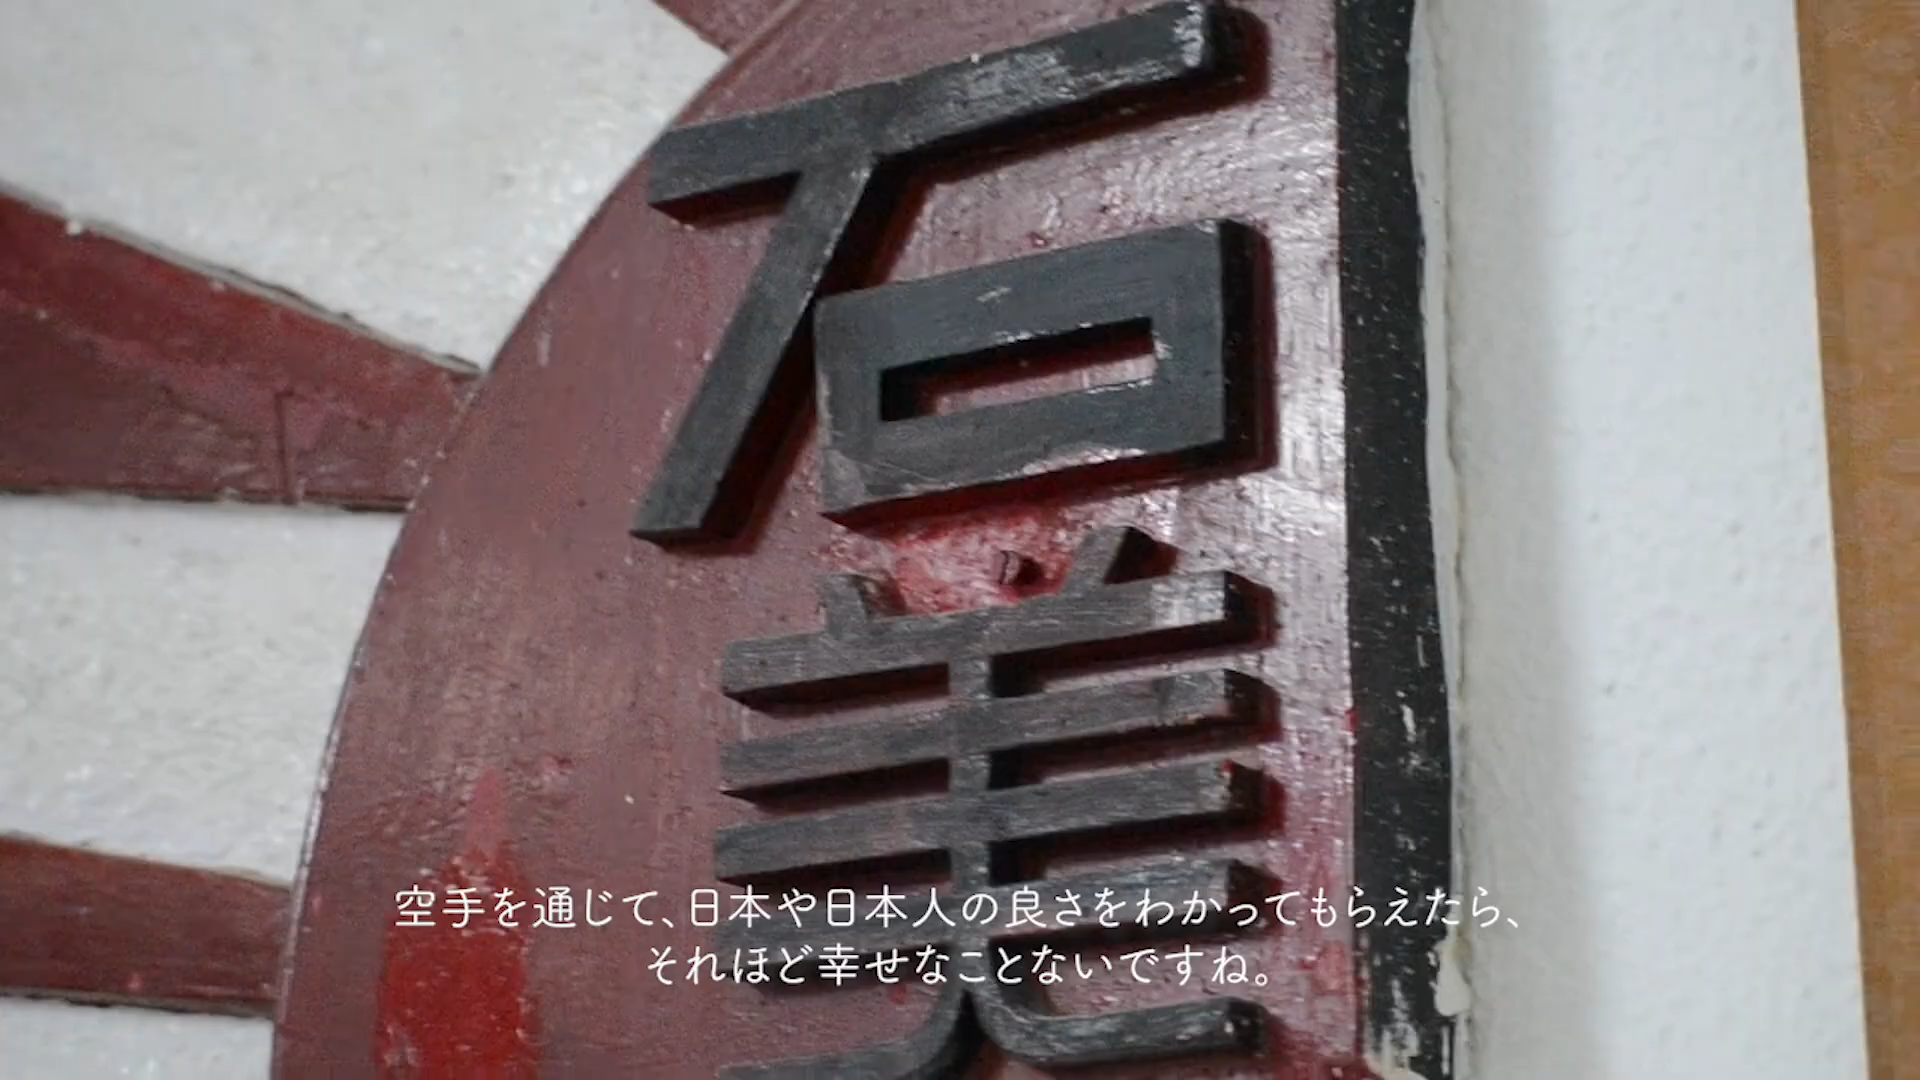 石
美
空手を通じて、日本や日本人の良さをわかってもらえたら、
それほど幸せなことないですね。